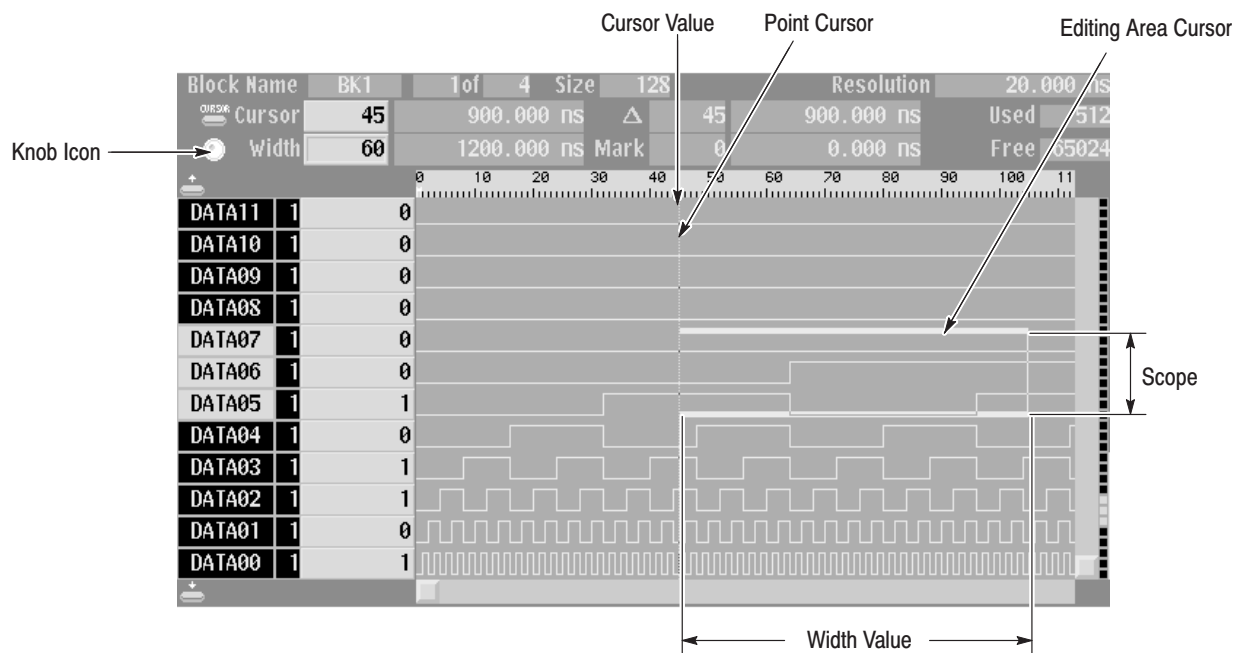 Cursor Value Point Cursor Editing Area Cursor
Block Name BK1 1of 4 Size 128 Resolution 20.000 ns
CURSOR Cursor 45 900.000 ns Δ 45 900.000 ns Used 512
Knob Icon Width 60 1200.000 ns Mark 0 0.000 ns Free 65024
0 10 20 30 40 50 60 70 80 90 100 11
DATA11 1 0
DATA10 1 0
DATA09 1 0
DATA08 1 0
DATA07 1 0
DATA06 1 0
Scope
DATA05 1 1
DATA04 1 0
DATA03 1 1
DATA02 1 1
DATA01 1 0
DATA00 1 1
Width Value